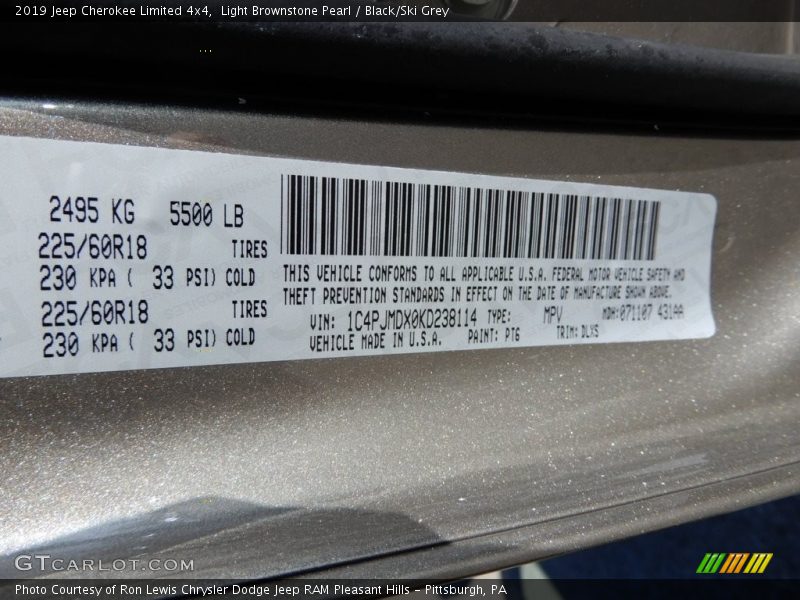 2019 Jeep Cherokee Limited 4x4,  Light Brownstone Pearl / Black/Ski Grey
2495 KG 5500 LB
225/60R18 TIRES
230 KPA ( 33 PSI) COLD
225/60R18 TIRES
230 KPA ( 33 PSI) COLD
THIS VEHICLE CONFORMS TO ALL APPLICABLE U.S.A. FEDERAL MOTOR VEHICLE SAFETY AND
THEFT PREVENTION STANDARDS IN EFFECT ON THE DATE OF MANUFACTURE SHOWN ABOVE.
VIN: 1C4PJMDX0KD238114 TYPE: MPV MDH:071107 431AA
VEHICLE MADE IN U.S.A. PAINT: PT6 TRIM: DLXS
GTCARLOT.COM
Photo Courtesy of Ron Lewis Chrysler Dodge Jeep RAM Pleasant Hills - Pittsburgh, PA